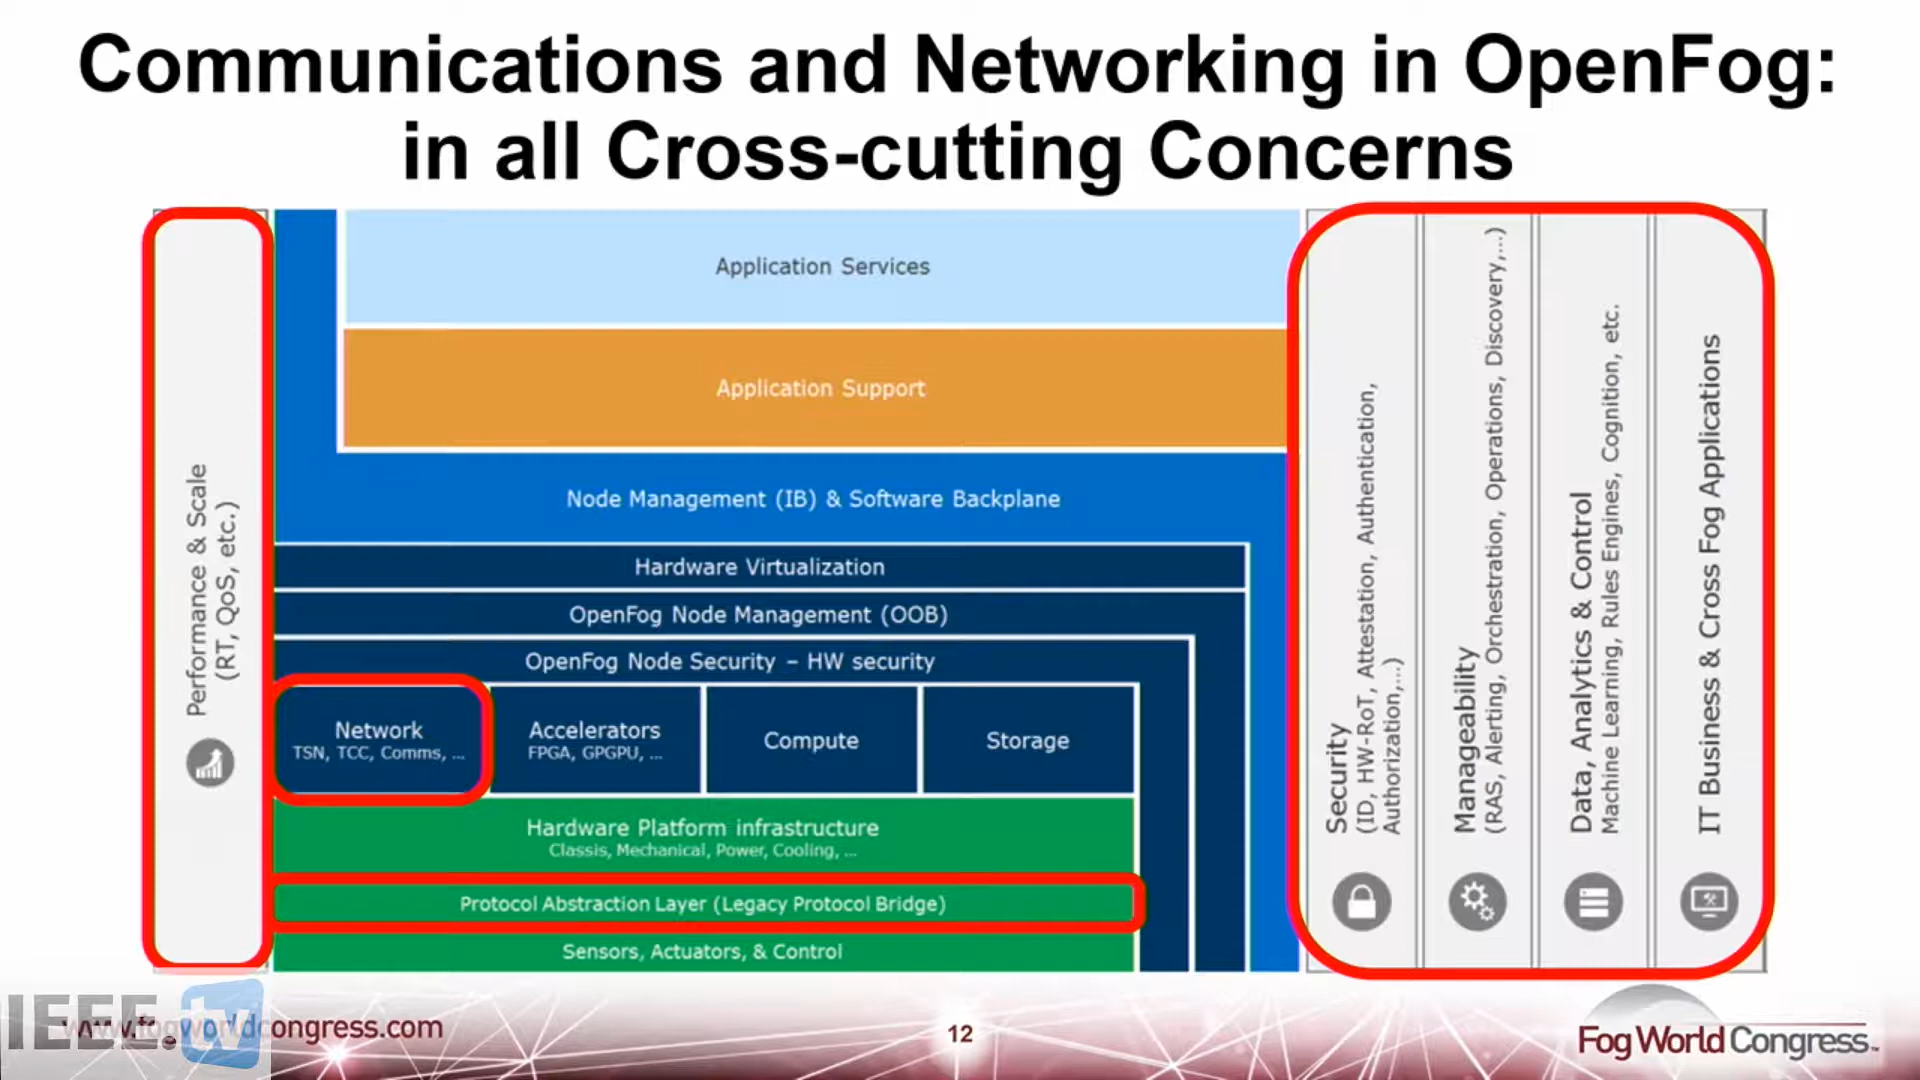 Communications and Networking in OpenFog:
in all Cross-cutting Concerns
Performance & Scale
(RT, QoS, etc.)
Application Services
Application Support
Node Management (IB) & Software Backplane
Hardware Virtualization
OpenFog Node Management (OOB)
OpenFog Node Security – HW security
Network
TSN, TCC, Comms, ...
Accelerators
FPGA, GPGPU, ...
Compute
Storage
Hardware Platform infrastructure
Classis, Mechanical, Power, Cooling, ...
Protocol Abstraction Layer (Legacy Protocol Bridge)
Sensors, Actuators, & Control
Security
(ID, HW-RoT, Attestation, Authentication,
Authorization,...)
Manageability
(RAS, Alerting, Orchestration, Operations, Discovery,...)
Data, Analytics & Control
Machine Learning, Rules Engines, Cognition, etc.
IT Business & Cross Fog Applications
IEEE.tv
www.fogworldcongress.com
12
Fog World Congress